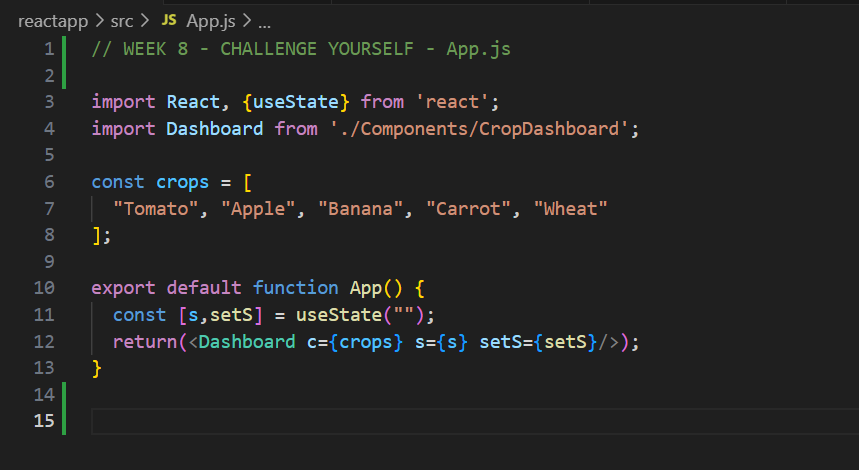 reactapp > src > JS App.js > ...
1 // WEEK 8 - CHALLENGE YOURSELF - App.js
2
3 import React, {useState} from 'react';
4 import Dashboard from './Components/CropDashboard';
5
6 const crops = [
7   "Tomato", "Apple", "Banana", "Carrot", "Wheat"
8 ];
9
10 export default function App() {
11   const [s,setS] = useState("");
12   return(<Dashboard c={crops} s={s} setS={setS}/>);
13 }
14
15